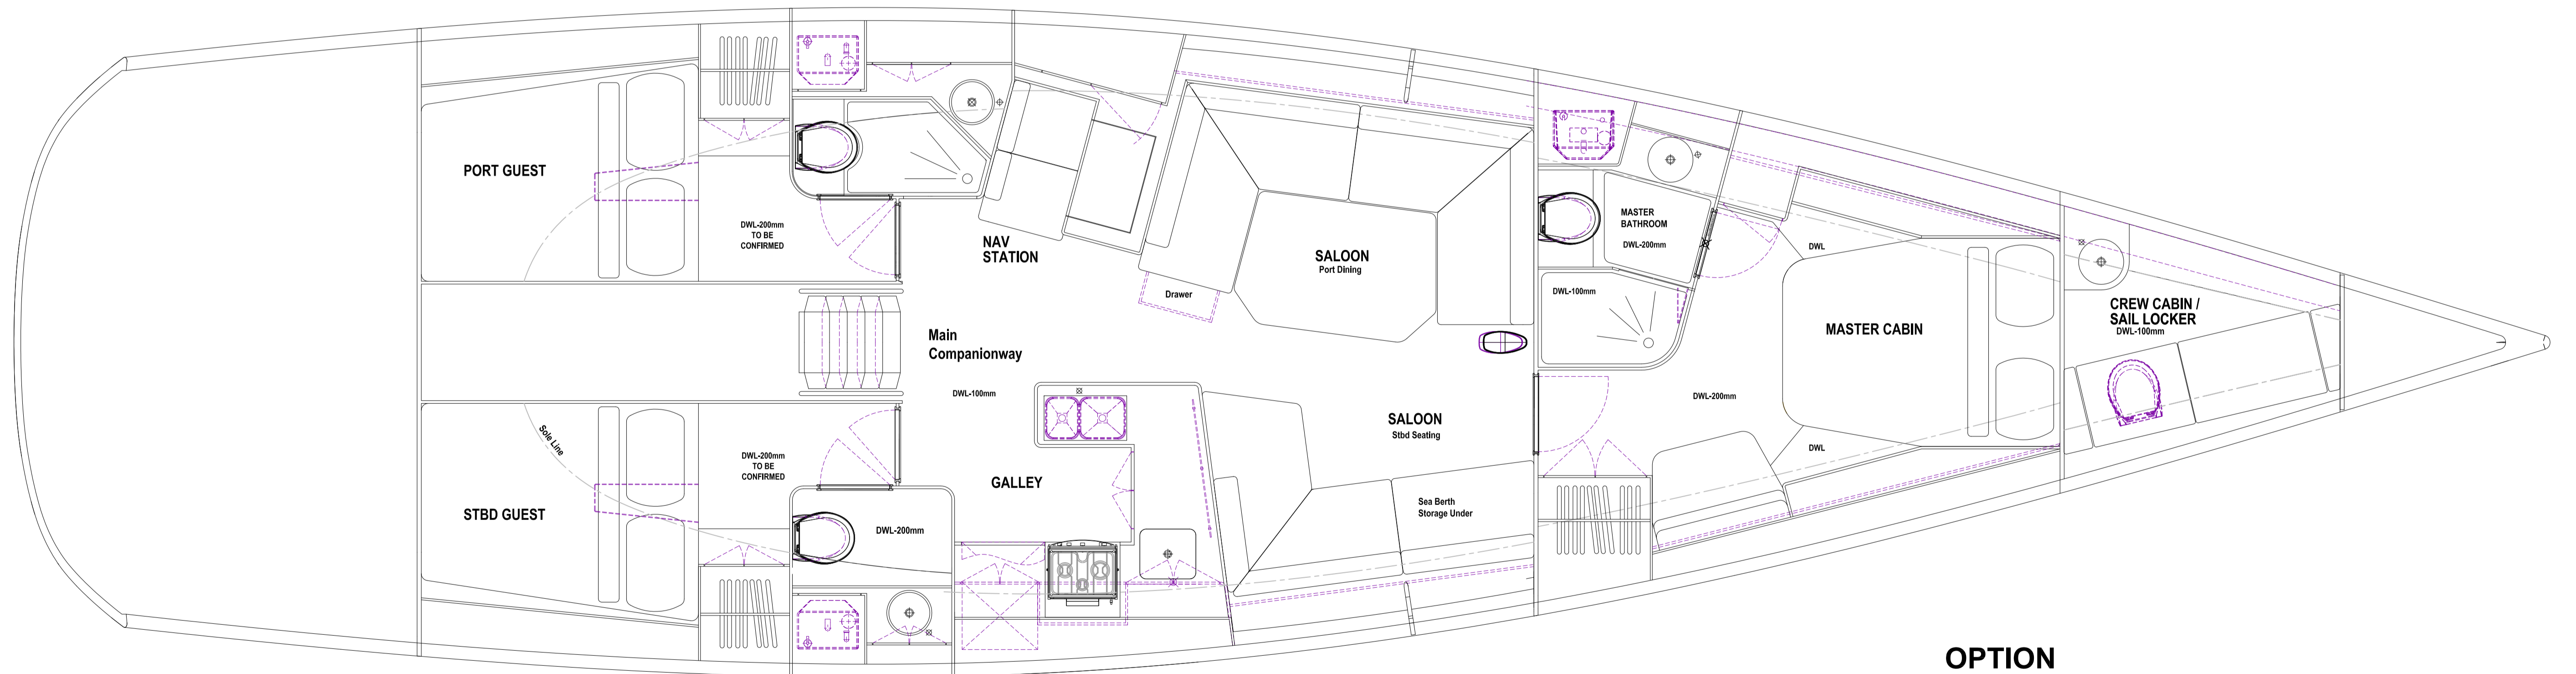 PORT GUEST
DWL-200mm
TO BE
CONFIRMED
NAV
STATION
SALOON
Port Dining
Drawer
MASTER
BATHROOM
DWL-200mm
DWL-100mm
DWL
MASTER CABIN
CREW CABIN /
SAIL LOCKER
DWL-100mm
Main
Companionway
DWL-100mm
DWL-200mm
SALOON
Stbd Seating
DWL
Sole Line
DWL-200mm
TO BE
CONFIRMED
GALLEY
STBD GUEST
DWL-200mm
Sea Berth
Storage Under
OPTION